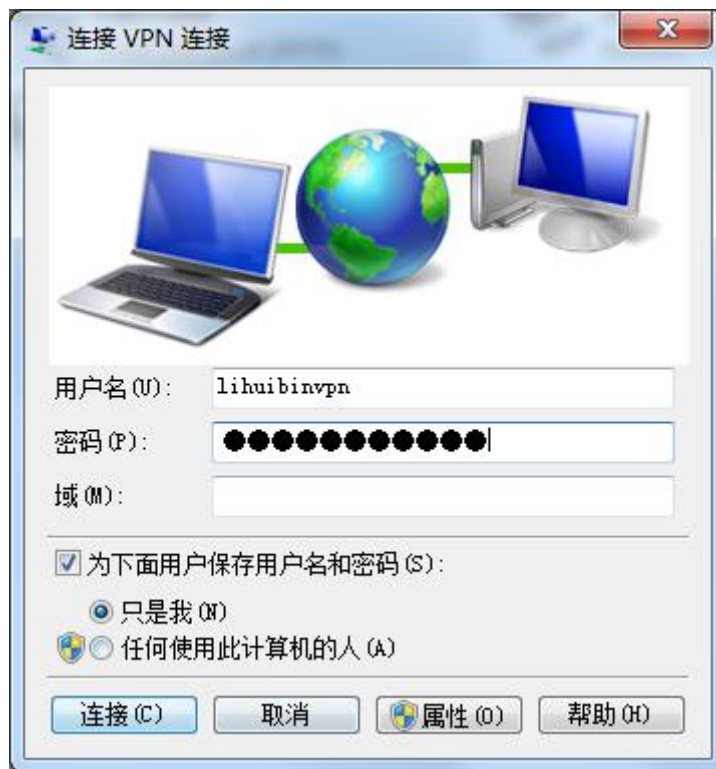 连接 VPN 连接
用户名(U):
lihuibinvpn
密码(P):
●●●●●●●●●●●
域(M):
为下面用户保存用户名和密码(S):
只是我(N)
任何使用此计算机的人(A)
连接(C) 取消 属性(O) 帮助(H)